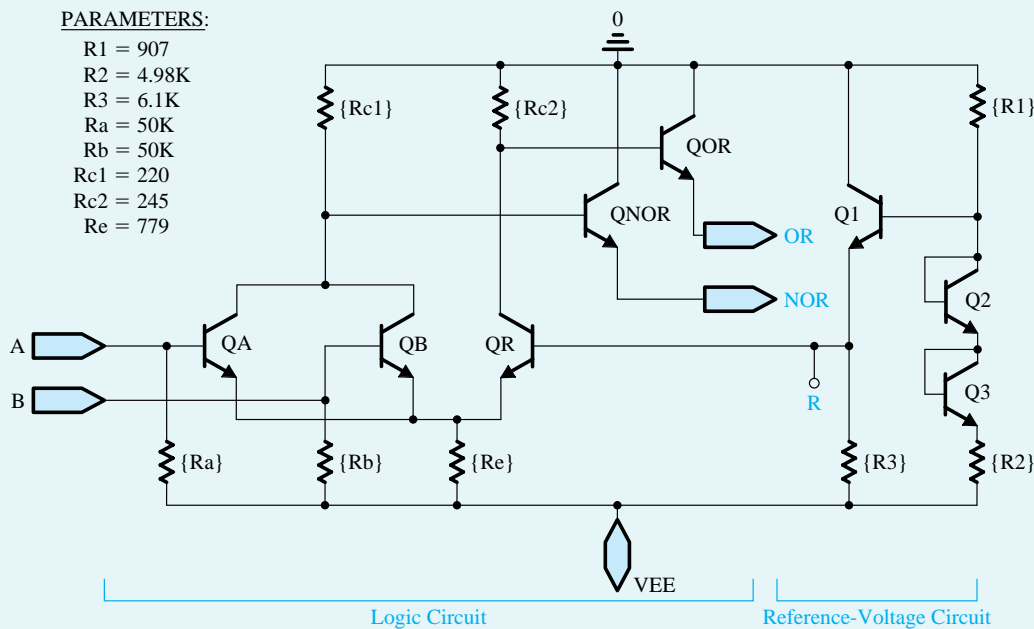 PARAMETERS:
R1 = 907
R2 = 4.98K
R3 = 6.1K
Ra = 50K
Rb = 50K
Rc1 = 220
Rc2 = 245
Re = 779
0
{Rc1}
{Rc2}
{R1}
QOR
QNOR
Q1
OR
NOR
Q2
A
QA
QB
QR
B
R
Q3
{Ra}
{Rb}
{Re}
{R3}
{R2}
VEE
Logic Circuit
Reference-Voltage Circuit